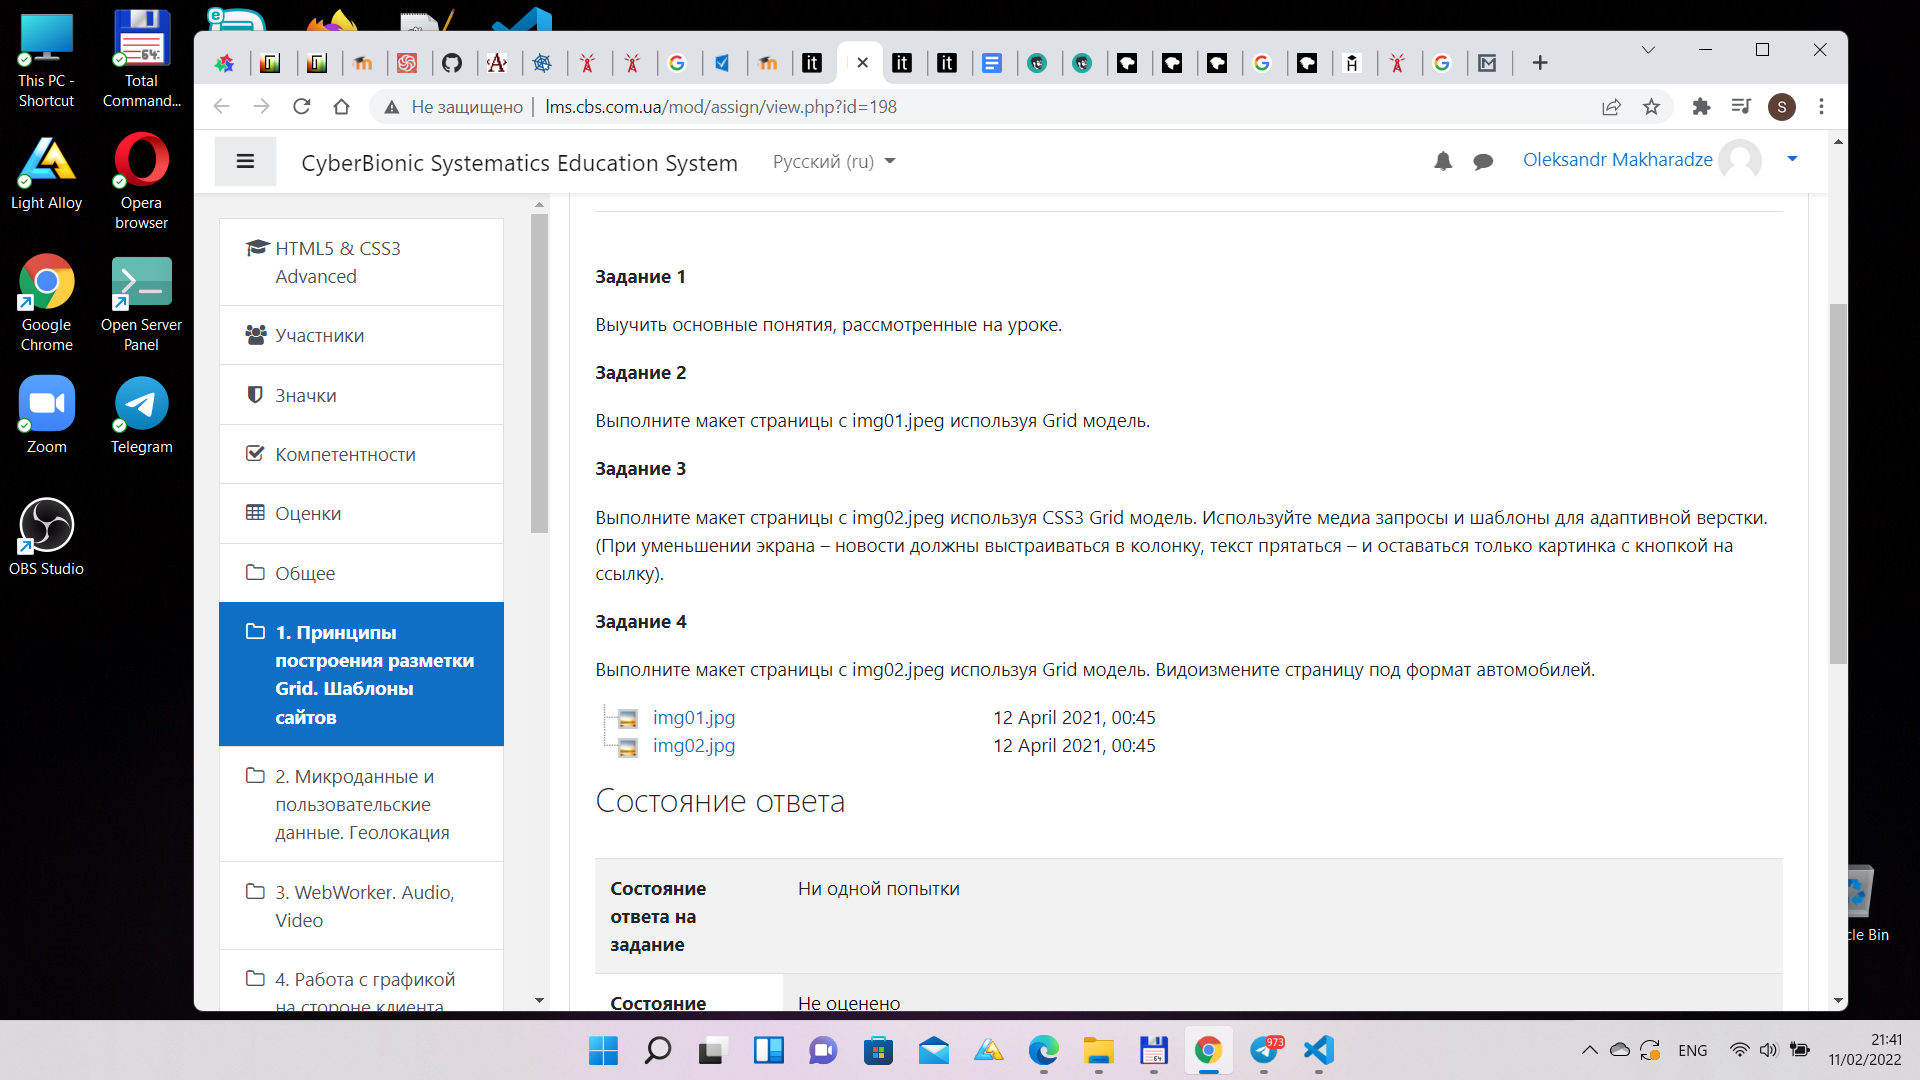 This PC - Shortcut
Total Command...
Light Alloy
Opera browser
Google Chrome
Open Server Panel
Zoom
Telegram
OBS Studio
Не защищено
lms.cbs.com.ua/mod/assign/view.php?id=198
S
CyberBionic Systematics Education System
Русский (ru)
Oleksandr Makharadze
HTML5 & CSS3
Advanced
Участники
Значки
Компетентности
Оценки
Общее
1. Принципы
построения разметки
Grid. Шаблоны
сайтов
2. Микроданные и
пользовательские
данные. Геолокация
3. WebWorker. Audio,
Video
4. Работа с графикой
на стороне клиента
Задание 1
Выучить основные понятия, рассмотренные на уроке.
Задание 2
Выполните макет страницы с img01.jpeg используя Grid модель.
Задание 3
Выполните макет страницы с img02.jpeg используя CSS3 Grid модель. Используйте медиа запросы и шаблоны для адаптивной верстки.
(При уменьшении экрана – новости должны выстраиваться в колонку, текст прятаться – и оставаться только картинка с кнопкой на
ссылку).
Задание 4
Выполните макет страницы с img02.jpeg используя Grid модель. Видоизмените страницу под формат автомобилей.
img01.jpg 12 April 2021, 00:45
img02.jpg 12 April 2021, 00:45
Состояние ответа
Состояние
ответа на
задание
Ни одной попытки
Состояние
Не оценено
cle Bin
973
ENG
21:41
11/02/2022